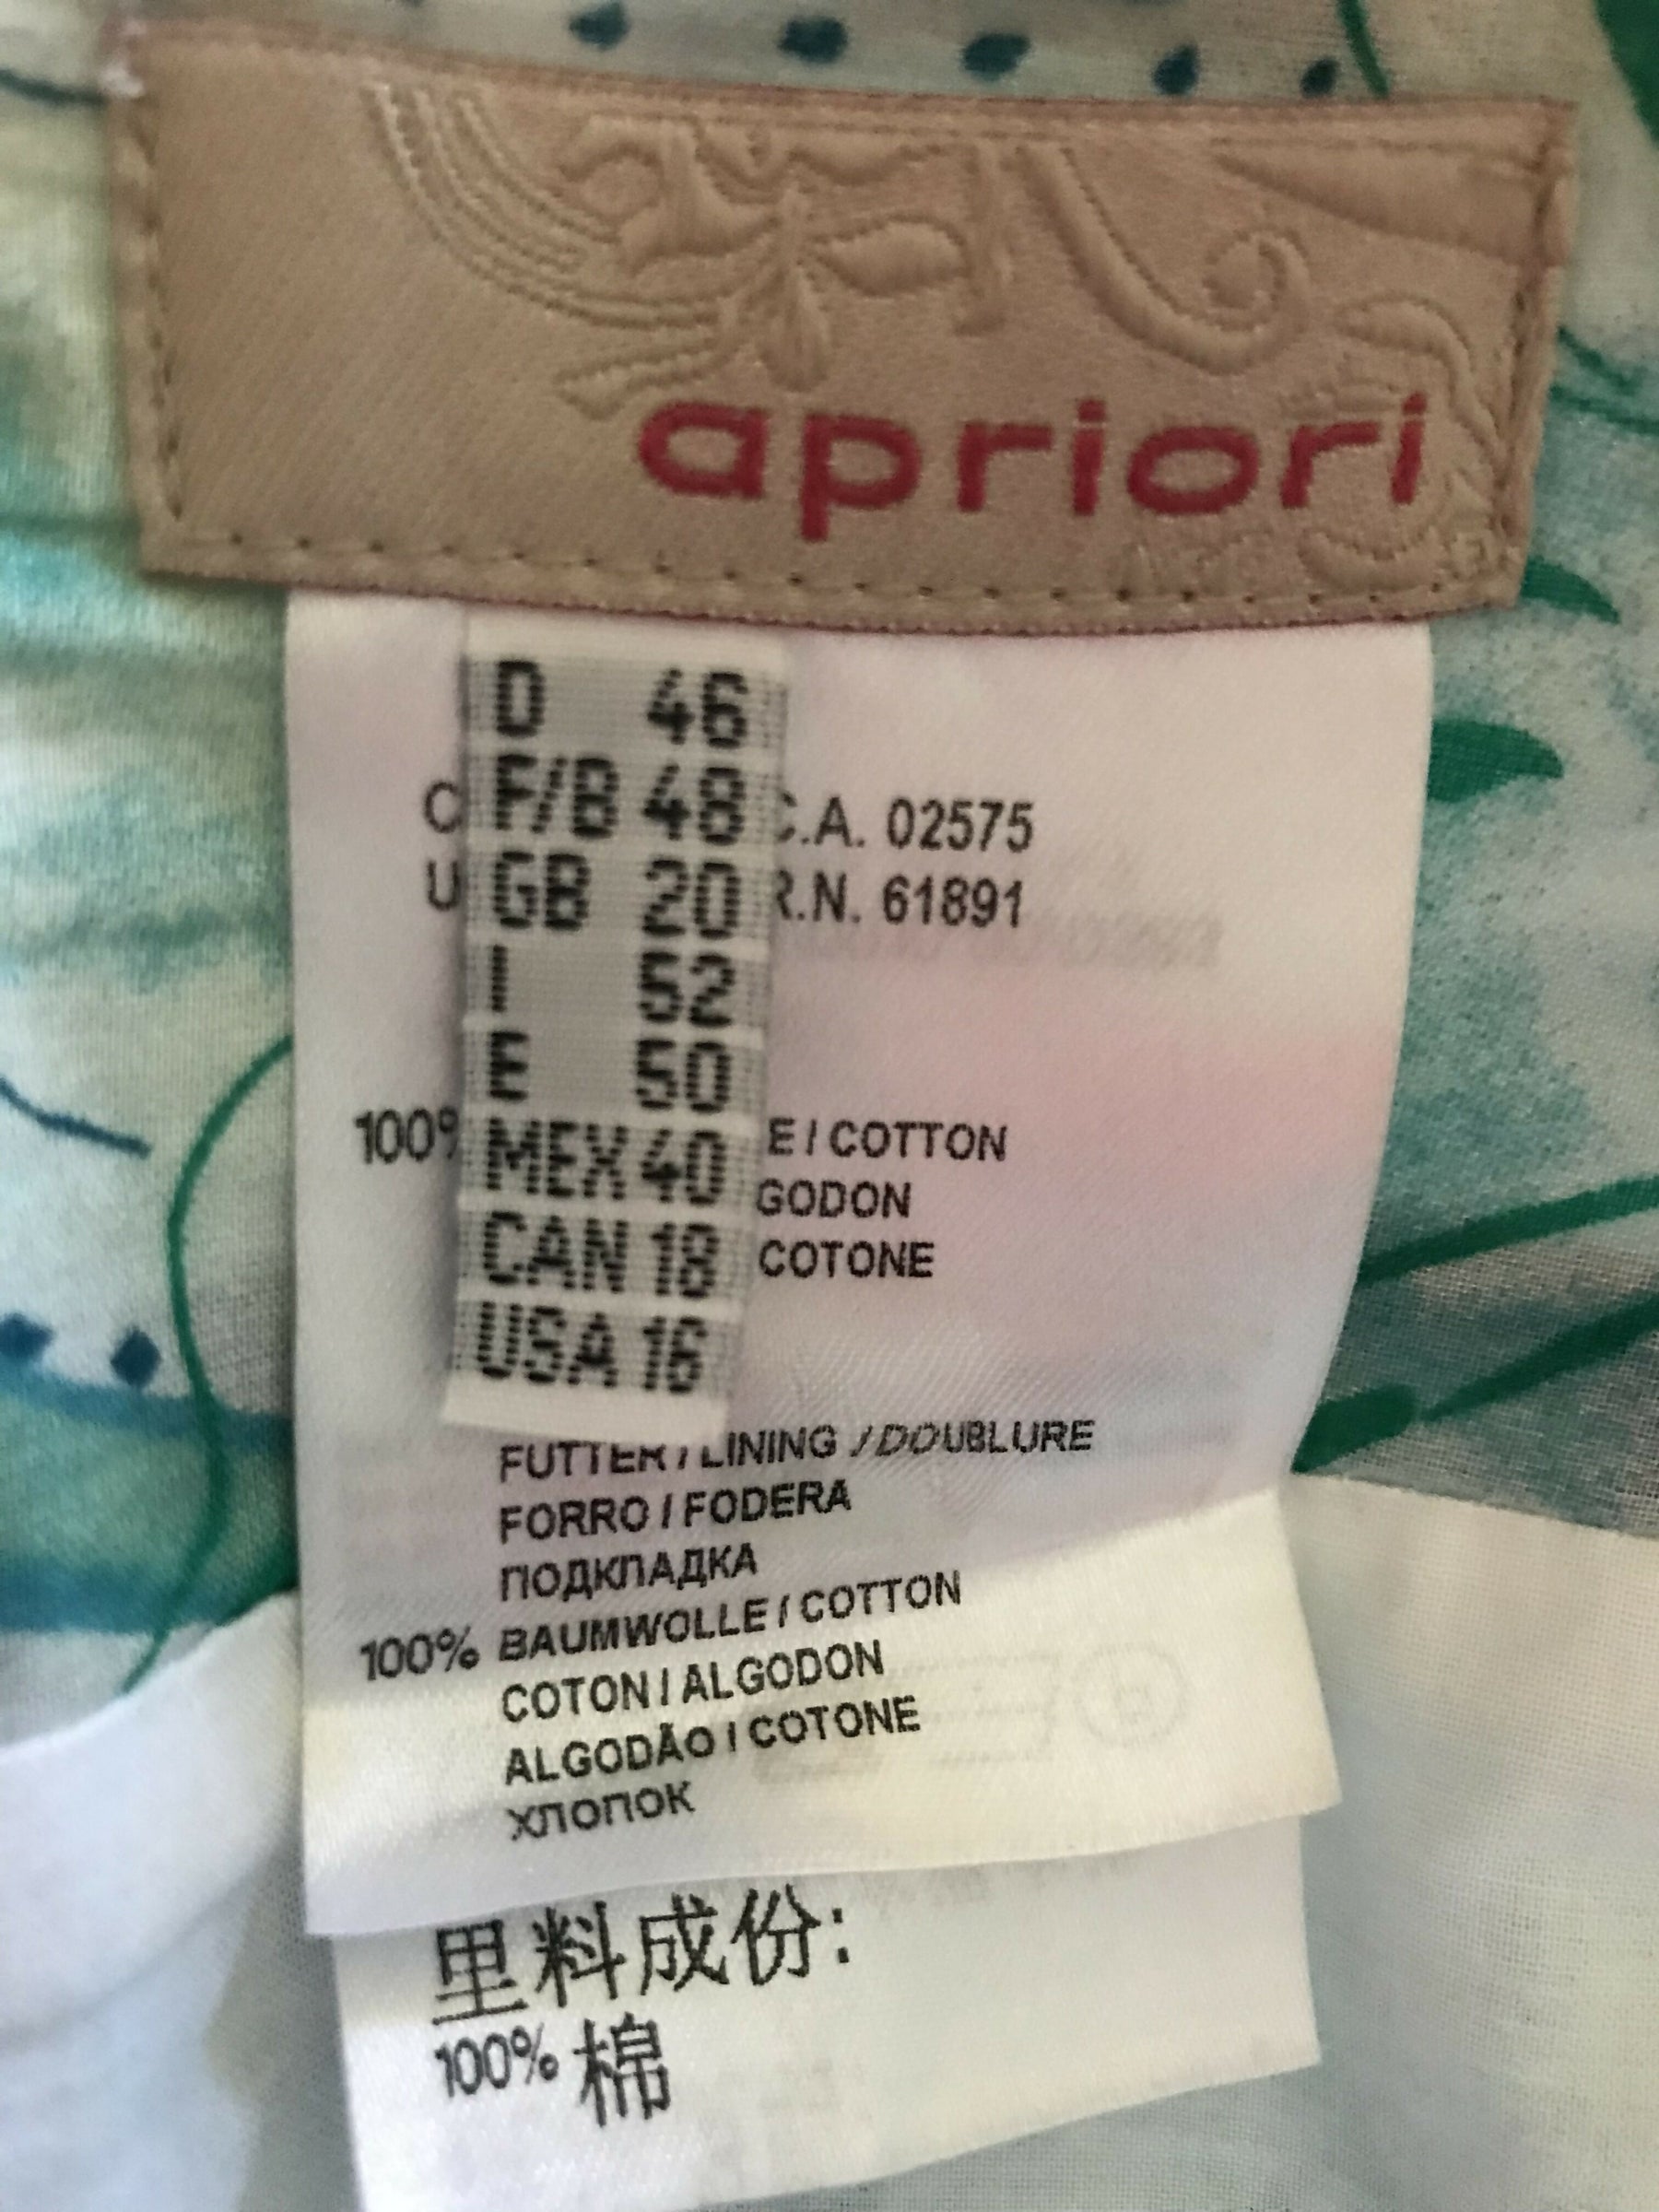 apriori
D 46
F/B 48
GB 20
I 52
E 50
MEX 40
CAN 18
USA 16
C.A. 02575
R.N. 61891
100% E / COTTON
GODON
COTONE
FUTTER / LINING / DOUBLURE
FORRO / FODERA
ПОДКЛАДКА
100% BAUMWOLLE / COTTON
COTON / ALGODON
ALGODÃO / COTONE
ХЛОПОК
里料成份:
100% 棉